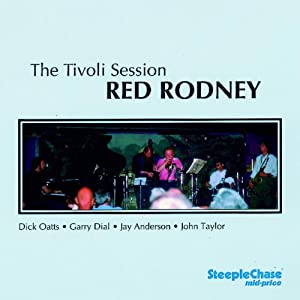 The Tivoli Session
RED RODNEY
Dick Oatts • Garry Dial • Jay Anderson • John Taylor
SteepleChase
mid-price